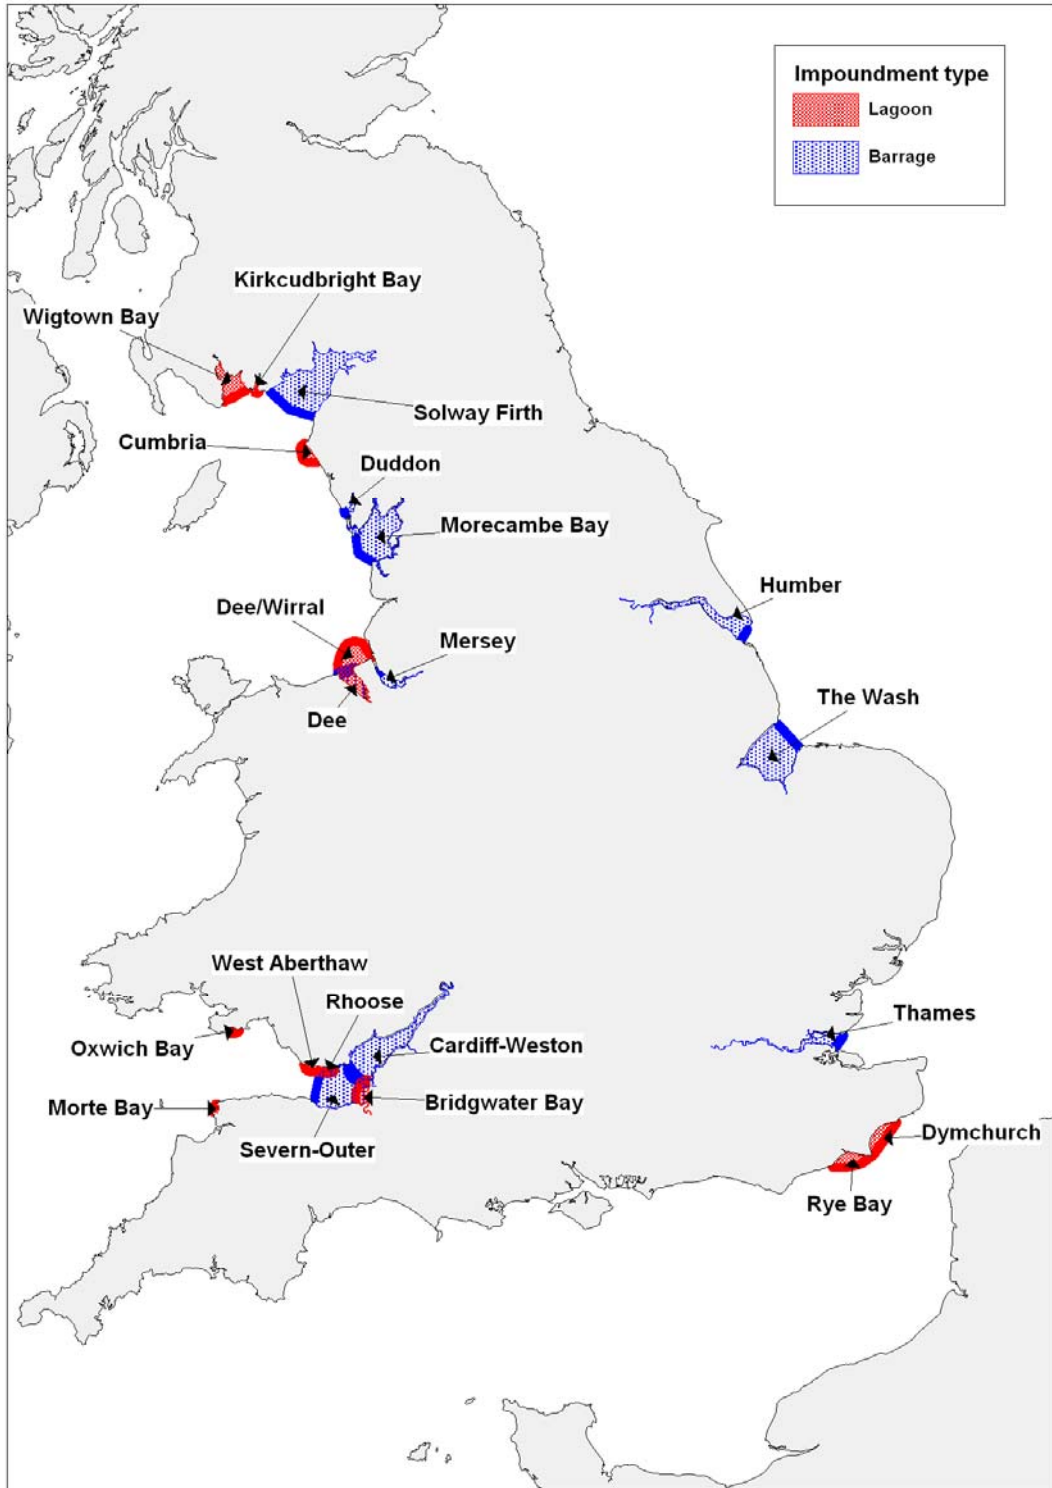 Impoundment type
Lagoon
Barrage
Kirkcudbright Bay
Wigtown Bay
Solway Firth
Cumbria
Duddon
Morecambe Bay
Humber
Dee/Wirral
Mersey
The Wash
Dee
West Aberthaw
Rhoose
Thames
Oxwich Bay
Cardiff-Weston
Morte Bay
Bridgwater Bay
Dymchurch
Severn-Outer
Rye Bay